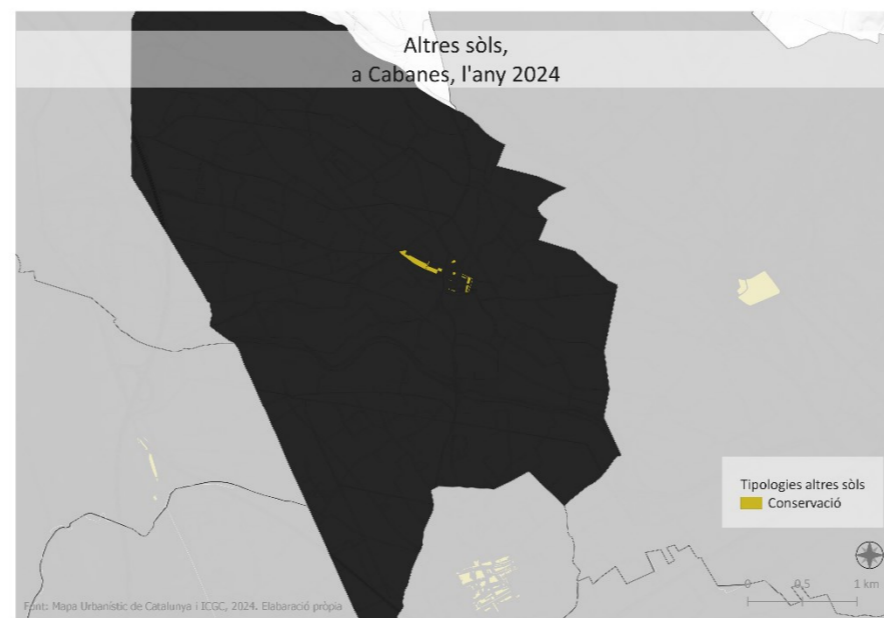 Altres sòls,
a Cabanes, l'any 2024
Tipologies altres sòls
Conservació
0 0,5 1 km
Font: Mapa Urbanístic de Catalunya i ICGC, 2024. Elabaració pròpia